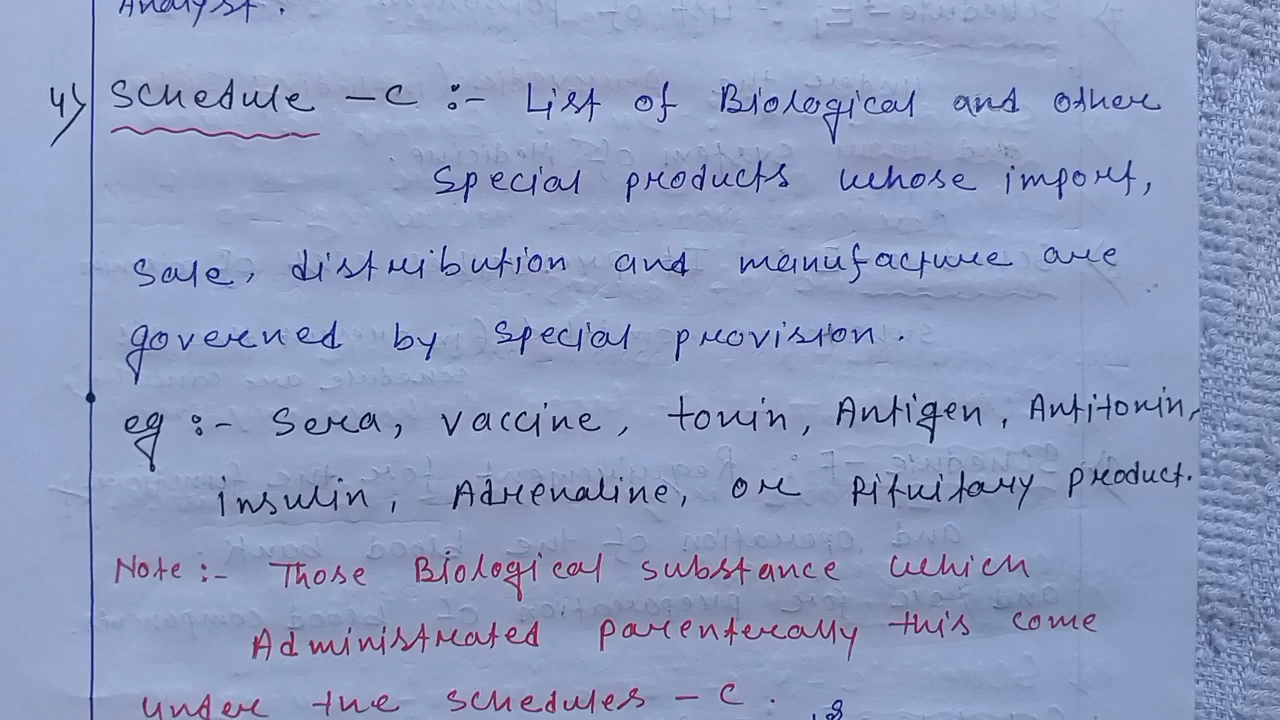 Analyst.
4) Schedule - C :- List of Biological and other
Special products whose import,
Sale, distribution and manufacture are
governed by special provision.
eg :- Sera, vaccine, toxin, Antigen, Antitoxin,
insulin, Adrenaline, or Pituitary product.
Note :- Those Biological substance which
Administrated parenterally this come
under the schedules - C.